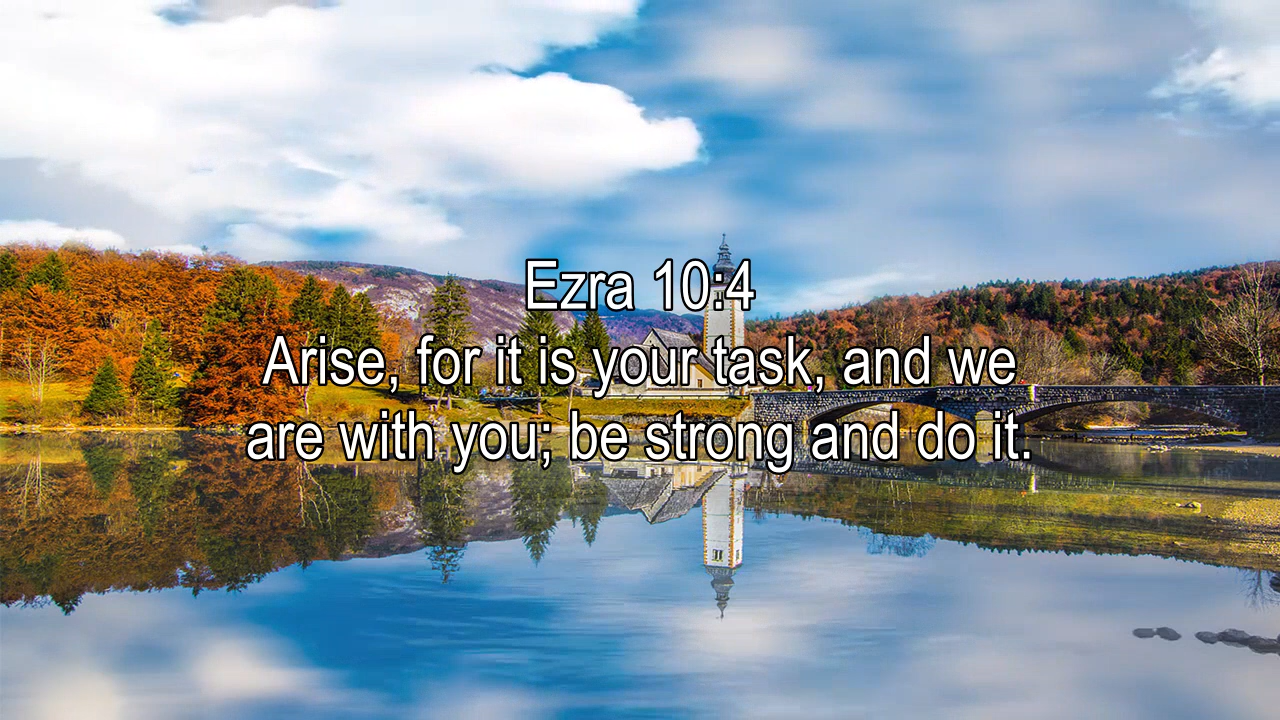 Ezra 10:4
Arise, for it is your task, and we
are with you; be strong and do it.